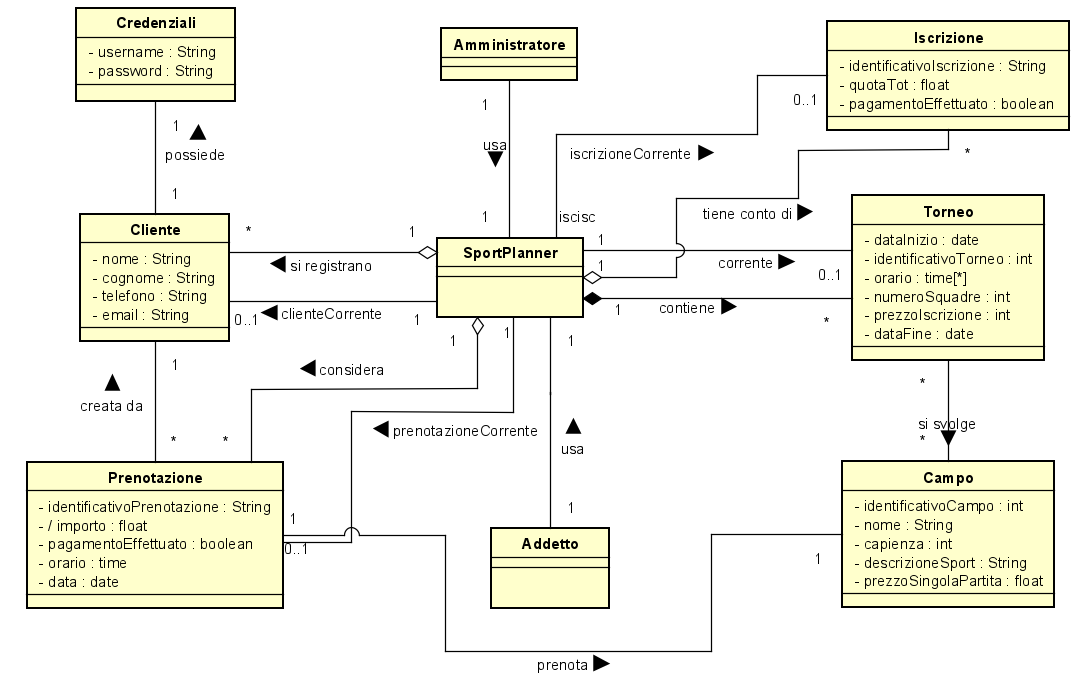 Credenziali
- username : String
- password : String
Amministratore
Iscrizione
- identificativoIscrizione : String
- quotaTot : float
- pagamentoEffettuato : boolean
1
possiede
1
1
usa
1
0..1
iscrizioneCorrente
iscisc
*
tiene conto di
1
Cliente
- nome : String
- cognome : String
- telefono : String
- email : String
*
1
si registrano
0..1
clienteCorrente
1
SportPlanner
1
corrente
0..1
1
contiene
*
Torneo
- dataInizio : date
- identificativoTorneo : int
- orario : time[*]
- numeroSquadre : int
- prezzoIscrizione : int
- dataFine : date
1
creata da
*
1
considera
*
1
prenotazioneCorrente
0..1
1
usa
1
*
si svolge
*
Prenotazione
- identificativoPrenotazione : String
- / importo : float
- pagamentoEffettuato : boolean
- orario : time
- data : date
1
Addetto
1
Campo
- identificativoCampo : int
- nome : String
- capienza : int
- descrizioneSport : String
- prezzoSingolaPartita : float
prenota